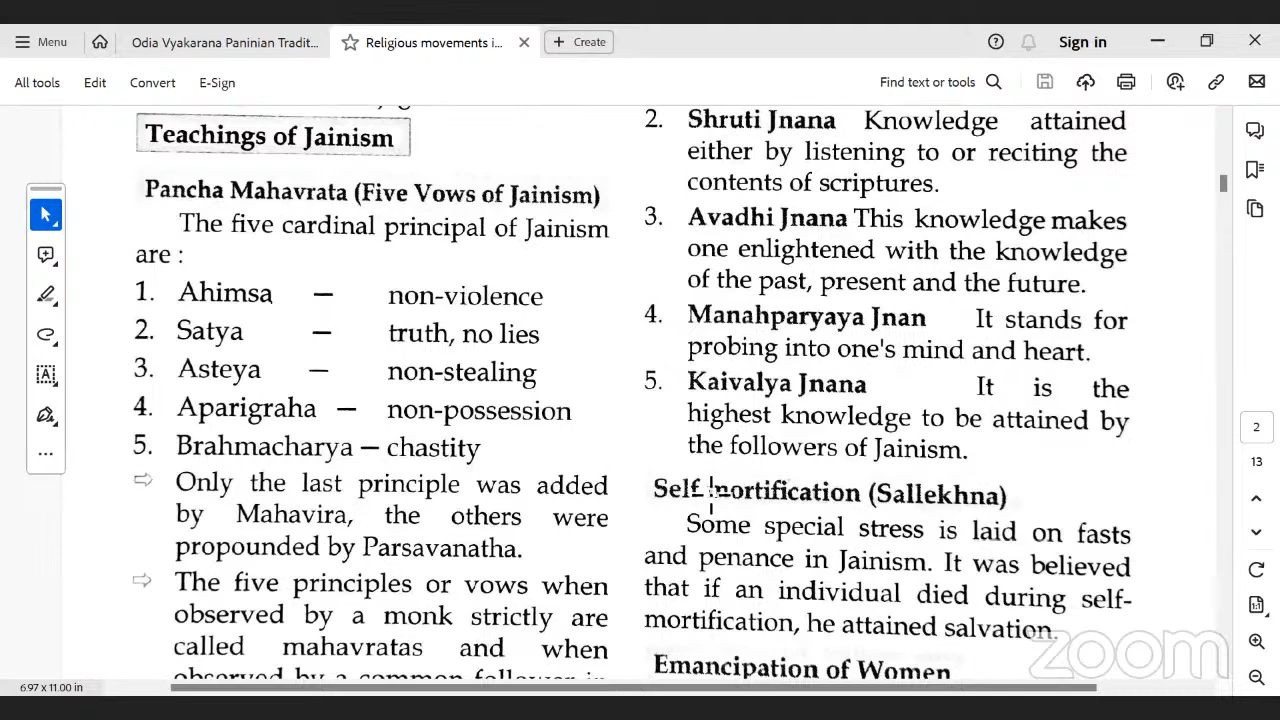 Menu
Odia Vyakarana Paninian Tradit...
Religious movements i...
Create
Sign in
All tools
Edit
Convert
E-Sign
Find text or tools
Teachings of Jainism
Pancha Mahavrata (Five Vows of Jainism)
The five cardinal principal of Jainism
are :
1. Ahimsa – non-violence
2. Satya – truth, no lies
3. Asteya – non-stealing
4. Aparigraha – non-possession
5. Brahmacharya – chastity
⇨ Only the last principle was added
by Mahavira, the others were
propounded by Parsavanatha.
⇨ The five principles or vows when
observed by a monk strictly are
called mahavratas and when
observed by a common follower
2. Shruti Jnana Knowledge attained
either by listening to or reciting the
contents of scriptures.
3. Avadhi Jnana This knowledge makes
one enlightened with the knowledge
of the past, present and the future.
4. Manahparyaya Jnan It stands for
probing into one's mind and heart.
5. Kaivalya Jnana It is the
highest knowledge to be attained by
the followers of Jainism.
Self mortification (Sallekhna)
Some special stress is laid on fasts
and penance in Jainism. It was believed
that if an individual died during self-
mortification, he attained salvation.
Emancipation of Women
2
13
6.97 x 11.00 in
zoom